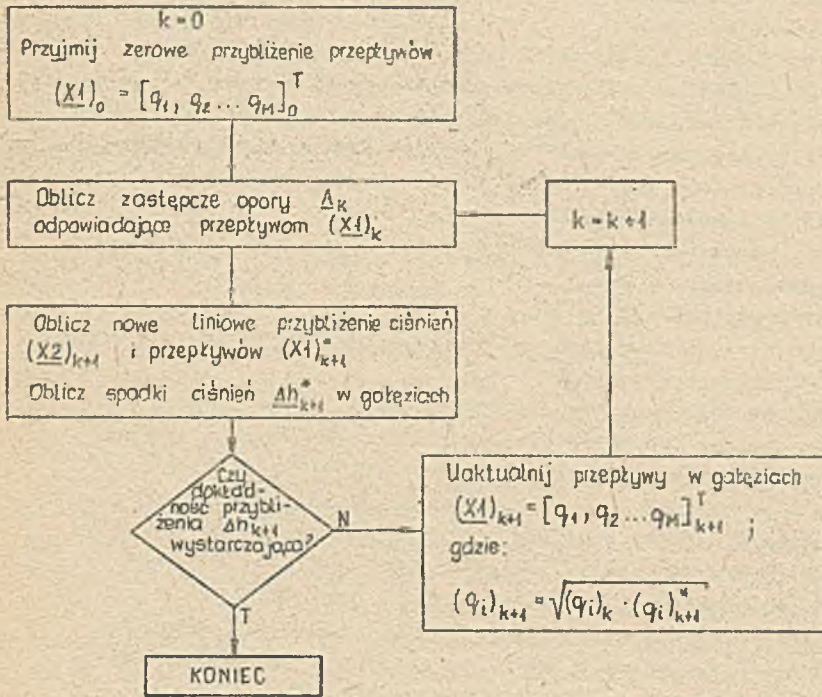 k = 0
Przyjmij zerowe przybliżenie przepływów
(X1)₀ = [q₁, q₂ ... q_M]₀ᵀ
Oblicz zastępcze opory Δ_K
odpowiadające przepływom (X1)_k
k = k + 1
Oblicz nowe liniowe przybliżenie ciśnień
(X2)_{k+1} i przepływów (X1)*_{k+1}
Oblicz spadki ciśnień Δh*_{k+1} w gałęziach
Czy
dokład-
ność przybli-
żenia Δh_{k+1}
wystarczająca?
N
T
Uaktualnij przepływy w gałęziach
(X1)_{k+1} = [q₁, q₂ ... q_M]ᵀ_{k+1} ;
gdzie:
(q_i)_{k+1} = √((q_i)_k · (q_i)*_{k+1})
KONIEC